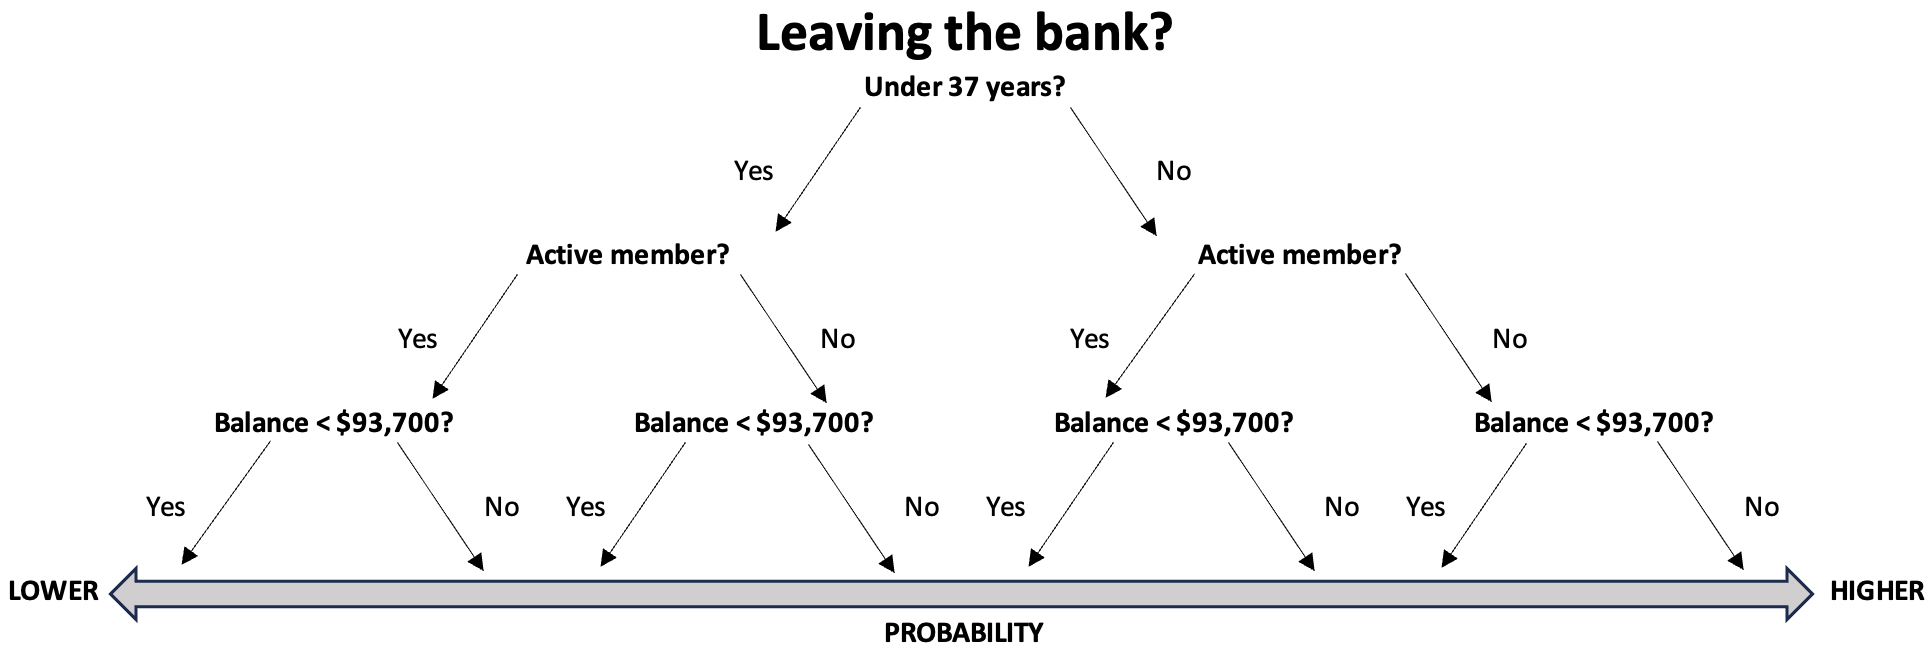 Leaving the bank?
Under 37 years?
Yes
No
Active member?
Active member?
Yes
No
Yes
No
Balance < $93,700?
Balance < $93,700?
Balance < $93,700?
Balance < $93,700?
Yes
No
Yes
No
Yes
No
Yes
No
LOWER
HIGHER
PROBABILITY